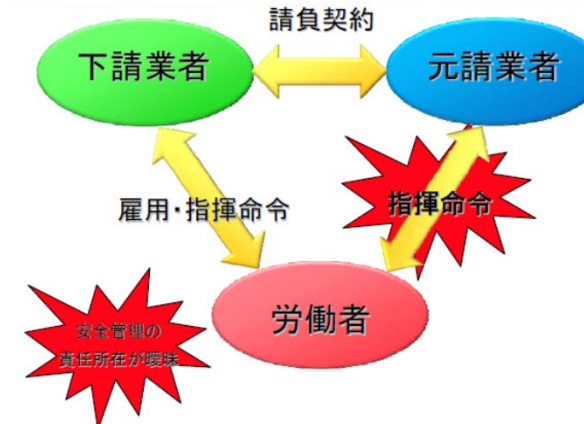 請負契約
下請業者
元請業者
雇用・指揮命令
指揮命令
労働者
安全管理の
責任所在が曖昧